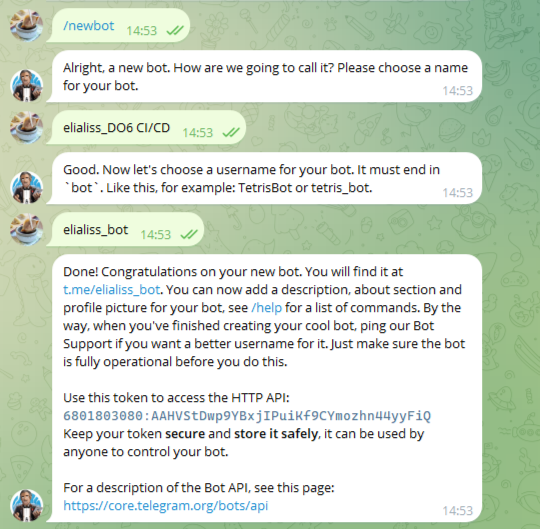 /newbot 14:53
Alright, a new bot. How are we going to call it? Please choose a name
for your bot. 14:53
elialiss_DO6 CI/CD 14:53
Good. Now let's choose a username for your bot. It must end in
`bot`. Like this, for example: TetrisBot or tetris_bot. 14:53
elialiss_bot 14:53
Done! Congratulations on your new bot. You will find it at
t.me/elialiss_bot. You can now add a description, about section and
profile picture for your bot, see /help for a list of commands. By the
way, when you've finished creating your cool bot, ping our Bot
Support if you want a better username for it. Just make sure the bot
is fully operational before you do this.
Use this token to access the HTTP API:
6801803080:AAHVStDwp9YBxjIPuiKf9CYmozhn44yyFiQ
Keep your token secure and store it safely, it can be used by
anyone to control your bot.
For a description of the Bot API, see this page:
https://core.telegram.org/bots/api 14:53